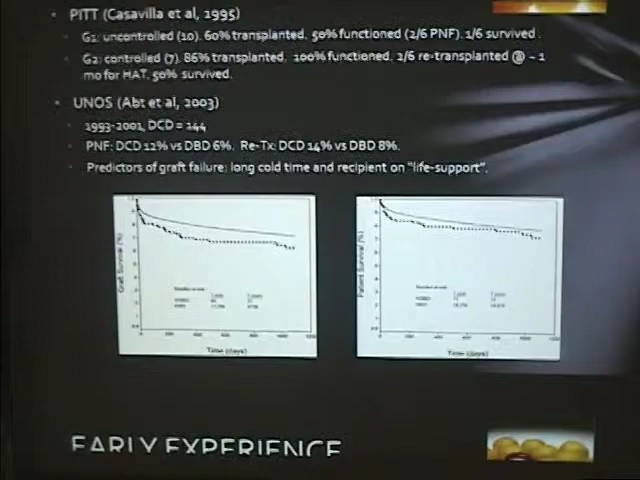 PITT (Casavilla et al, 1995)
G1: uncontrolled (10). 60% transplanted. 50% functioned (2/6 PNF). 1/6 survived.
G2: controlled (7). 86% transplanted. 100% functioned. 2/6 re-transplanted @ ~ 1
mo for HAT. 50% survived.
UNOS (Abt et al, 2003)
1993-2001, DCD = 144
PNF: DCD 12% vs DBD 6%. Re-Tx: DCD 14% vs DBD 8%.
Predictors of graft failure: long cold time and recipient on "life-support".
Graft Survival (%)
Time (days)
Patient Survival (%)
Time (days)
EARLY EXPERIENCE